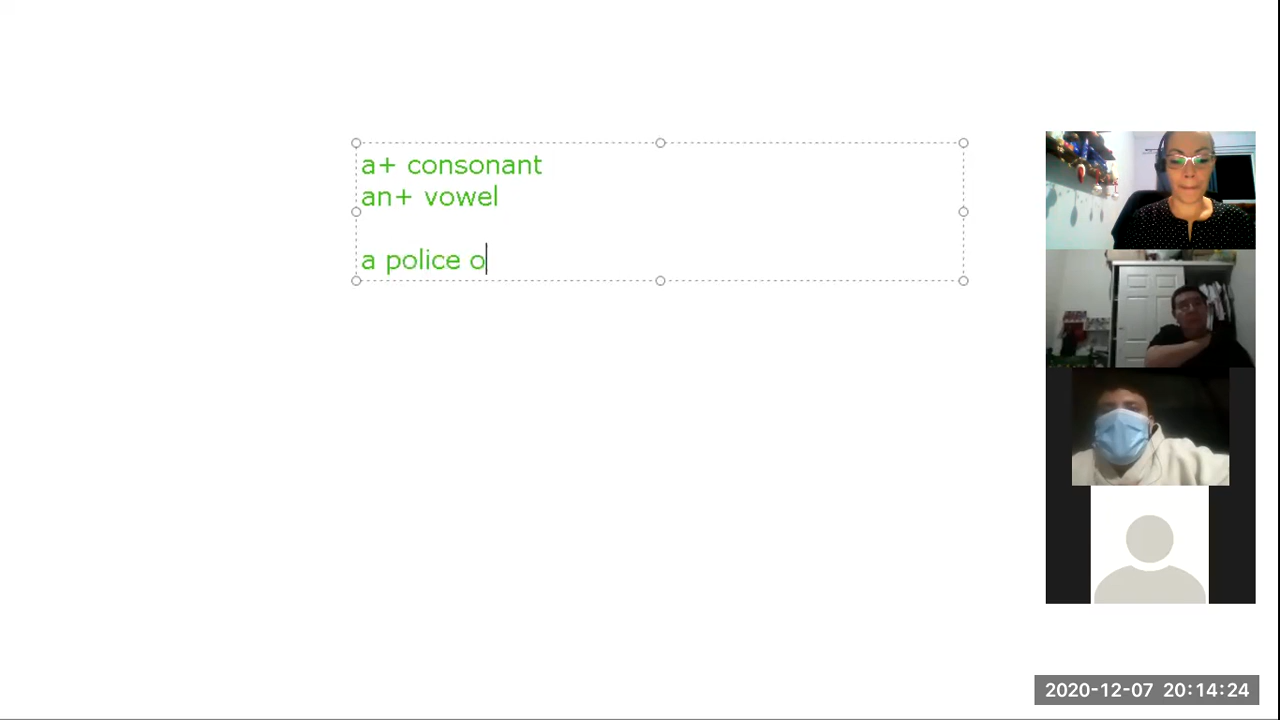 a+ consonant
an+ vowel
a police o
2020-12-07 20:14:24